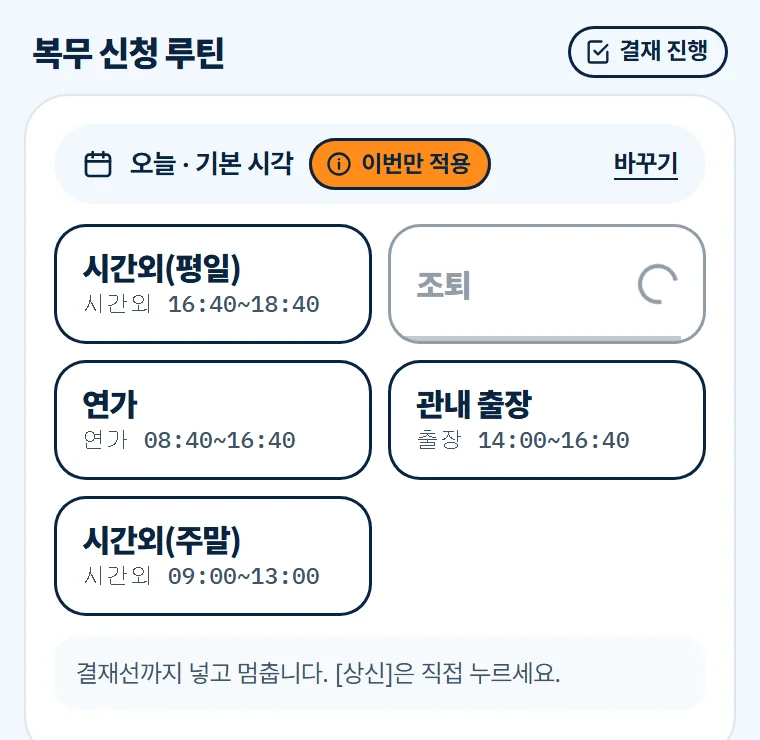 복무 신청 루틴
결재 진행
오늘 · 기본 시각
이번만 적용
바꾸기
시간외(평일)
시간외 16:40~18:40
조퇴
연가
연가 08:40~16:40
관내 출장
출장 14:00~16:40
시간외(주말)
시간외 09:00~13:00
결재선까지 넣고 멈춥니다. [상신]은 직접 누르세요.